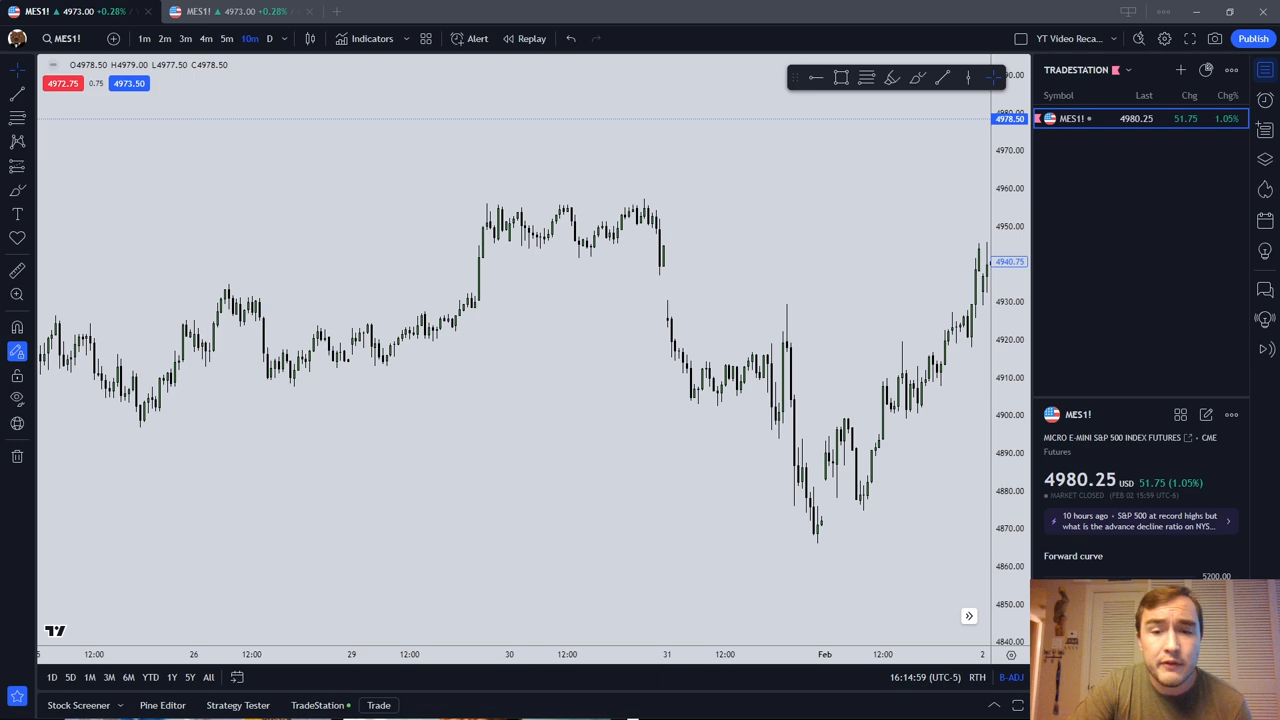 MES1! ▲ 4973.00 +0.28%
MES1! ▲ 4973.00 +0.28% /
MES1!
1m 2m 3m 4m 5m 10m D
Indicators
Alert
Replay
YT Video Reca...
Publish
O4978.50 H4979.00 L4977.50 C4978.50
4972.75 0.75 4973.50
4978.50
4970.00
4960.00
4950.00
4940.75
4930.00
4920.00
4910.00
4900.00
4890.00
4880.00
4870.00
4860.00
4850.00
4840.00
12:00 26 12:00 29 12:00 30 12:00 31 12:00 Feb 12:00 2
1D 5D 1M 3M 6M YTD 1Y 5Y All
16:14:59 (UTC-5) RTH B-ADJ
Stock Screener Pine Editor Strategy Tester TradeStation Trade
TRADESTATION
Symbol Last Chg Chg%
MES1! 4980.25 51.75 1.05%
MES1!
MICRO E-MINI S&P 500 INDEX FUTURES • CME
Futures
4980.25 USD 51.75 (1.05%)
MARKET CLOSED (FEB 02 15:59 UTC-6)
10 hours ago • S&P 500 at record highs but
what is the advance decline ratio on NYS...
Forward curve
5200.00